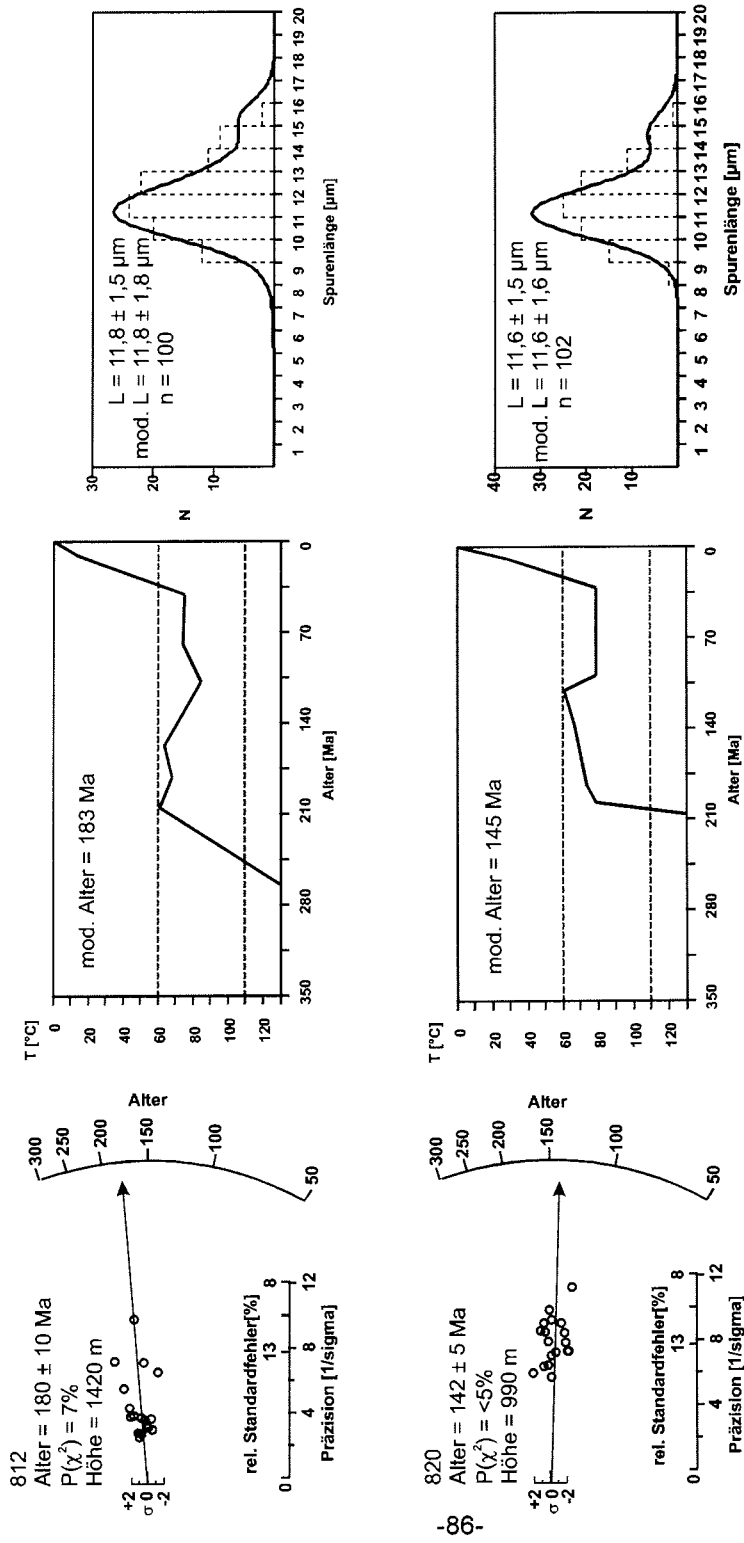 812
Alter = 180 ± 10 Ma
P(χ²) = 7%
Höhe = 1420 m
+2
σ 0
-2
300
250
200
150
100
50
Alter
rel. Standardfehler[%]
13 8
0 4 8 12
Präzision [1/sigma]
T [°C]
0
20
40
60
80
100
120
mod. Alter = 183 Ma
350 280 210 140 70 0
Alter [Ma]
30
20
10
N
L = 11,8 ± 1,5 µm
mod. L = 11,8 ± 1,8 µm
n = 100
1 2 3 4 5 6 7 8 9 10 11 12 13 14 15 16 17 18 19 20
Spurenlänge [µm]
820
Alter = 142 ± 5 Ma
P(χ²) = <5%
Höhe = 990 m
+2
σ 0
-2
300
250
200
150
100
50
Alter
rel. Standardfehler[%]
13 8
0 4 8 12
Präzision [1/sigma]
T [°C]
0
20
40
60
80
100
120
mod. Alter = 145 Ma
350 280 210 140 70 0
Alter [Ma]
40
30
20
10
N
L = 11,6 ± 1,5 µm
mod. L = 11,6 ± 1,6 µm
n = 102
1 2 3 4 5 6 7 8 9 10 11 12 13 14 15 16 17 18 19 20
Spurenlänge [µm]
-86-